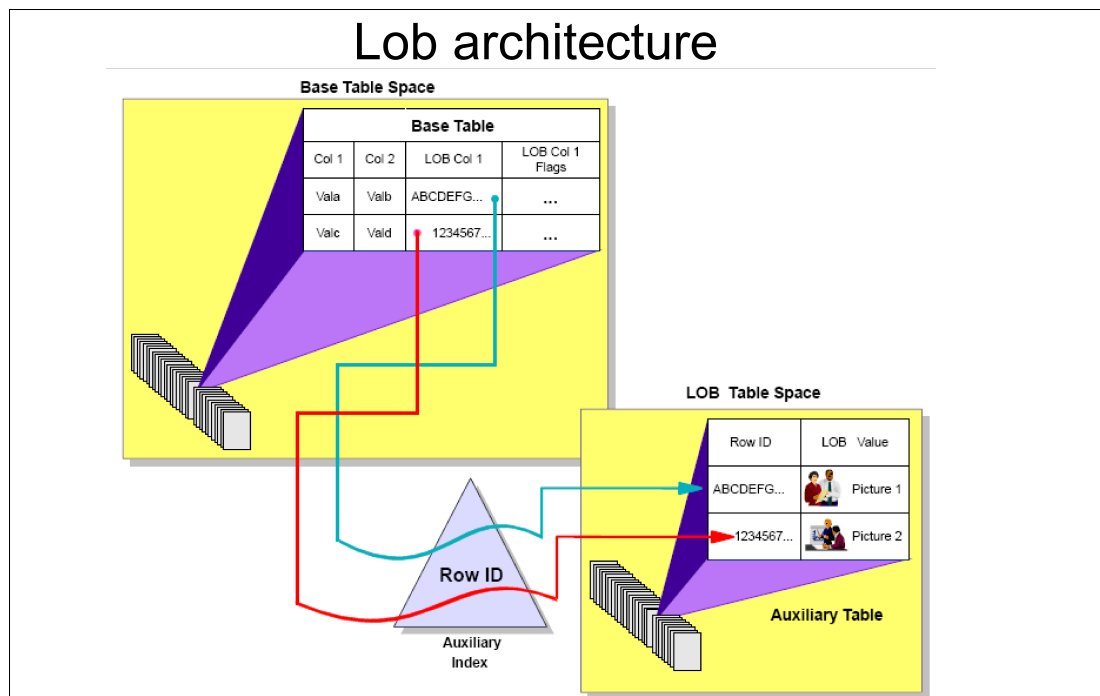 Lob architecture
Base Table Space
Base Table
Col 1 Col 2 LOB Col 1 LOB Col 1
Flags
Vala Valb ABCDEFG... ...
Valc Vald 1234567... ...
LOB Table Space
Row ID LOB Value
ABCDEFG... Picture 1
1234567... Picture 2
Row ID
Auxiliary Table
Auxiliary
Index